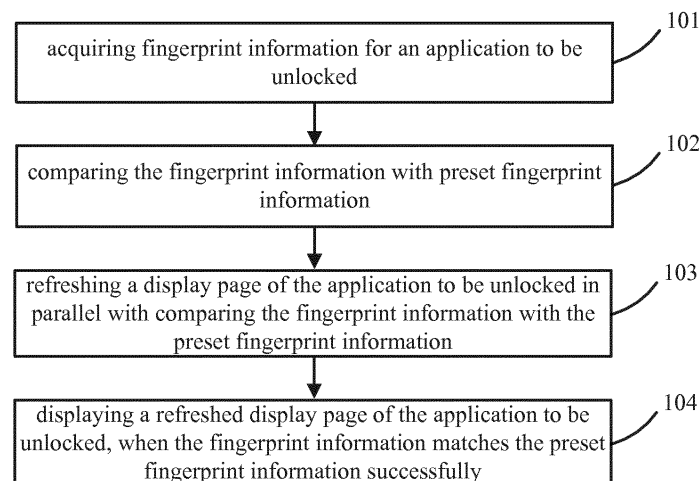 101
acquiring fingerprint information for an application to be
unlocked
102
comparing the fingerprint information with preset fingerprint
information
103
refreshing a display page of the application to be unlocked in
parallel with comparing the fingerprint information with the
preset fingerprint information
104
displaying a refreshed display page of the application to be
unlocked, when the fingerprint information matches the preset
fingerprint information successfully